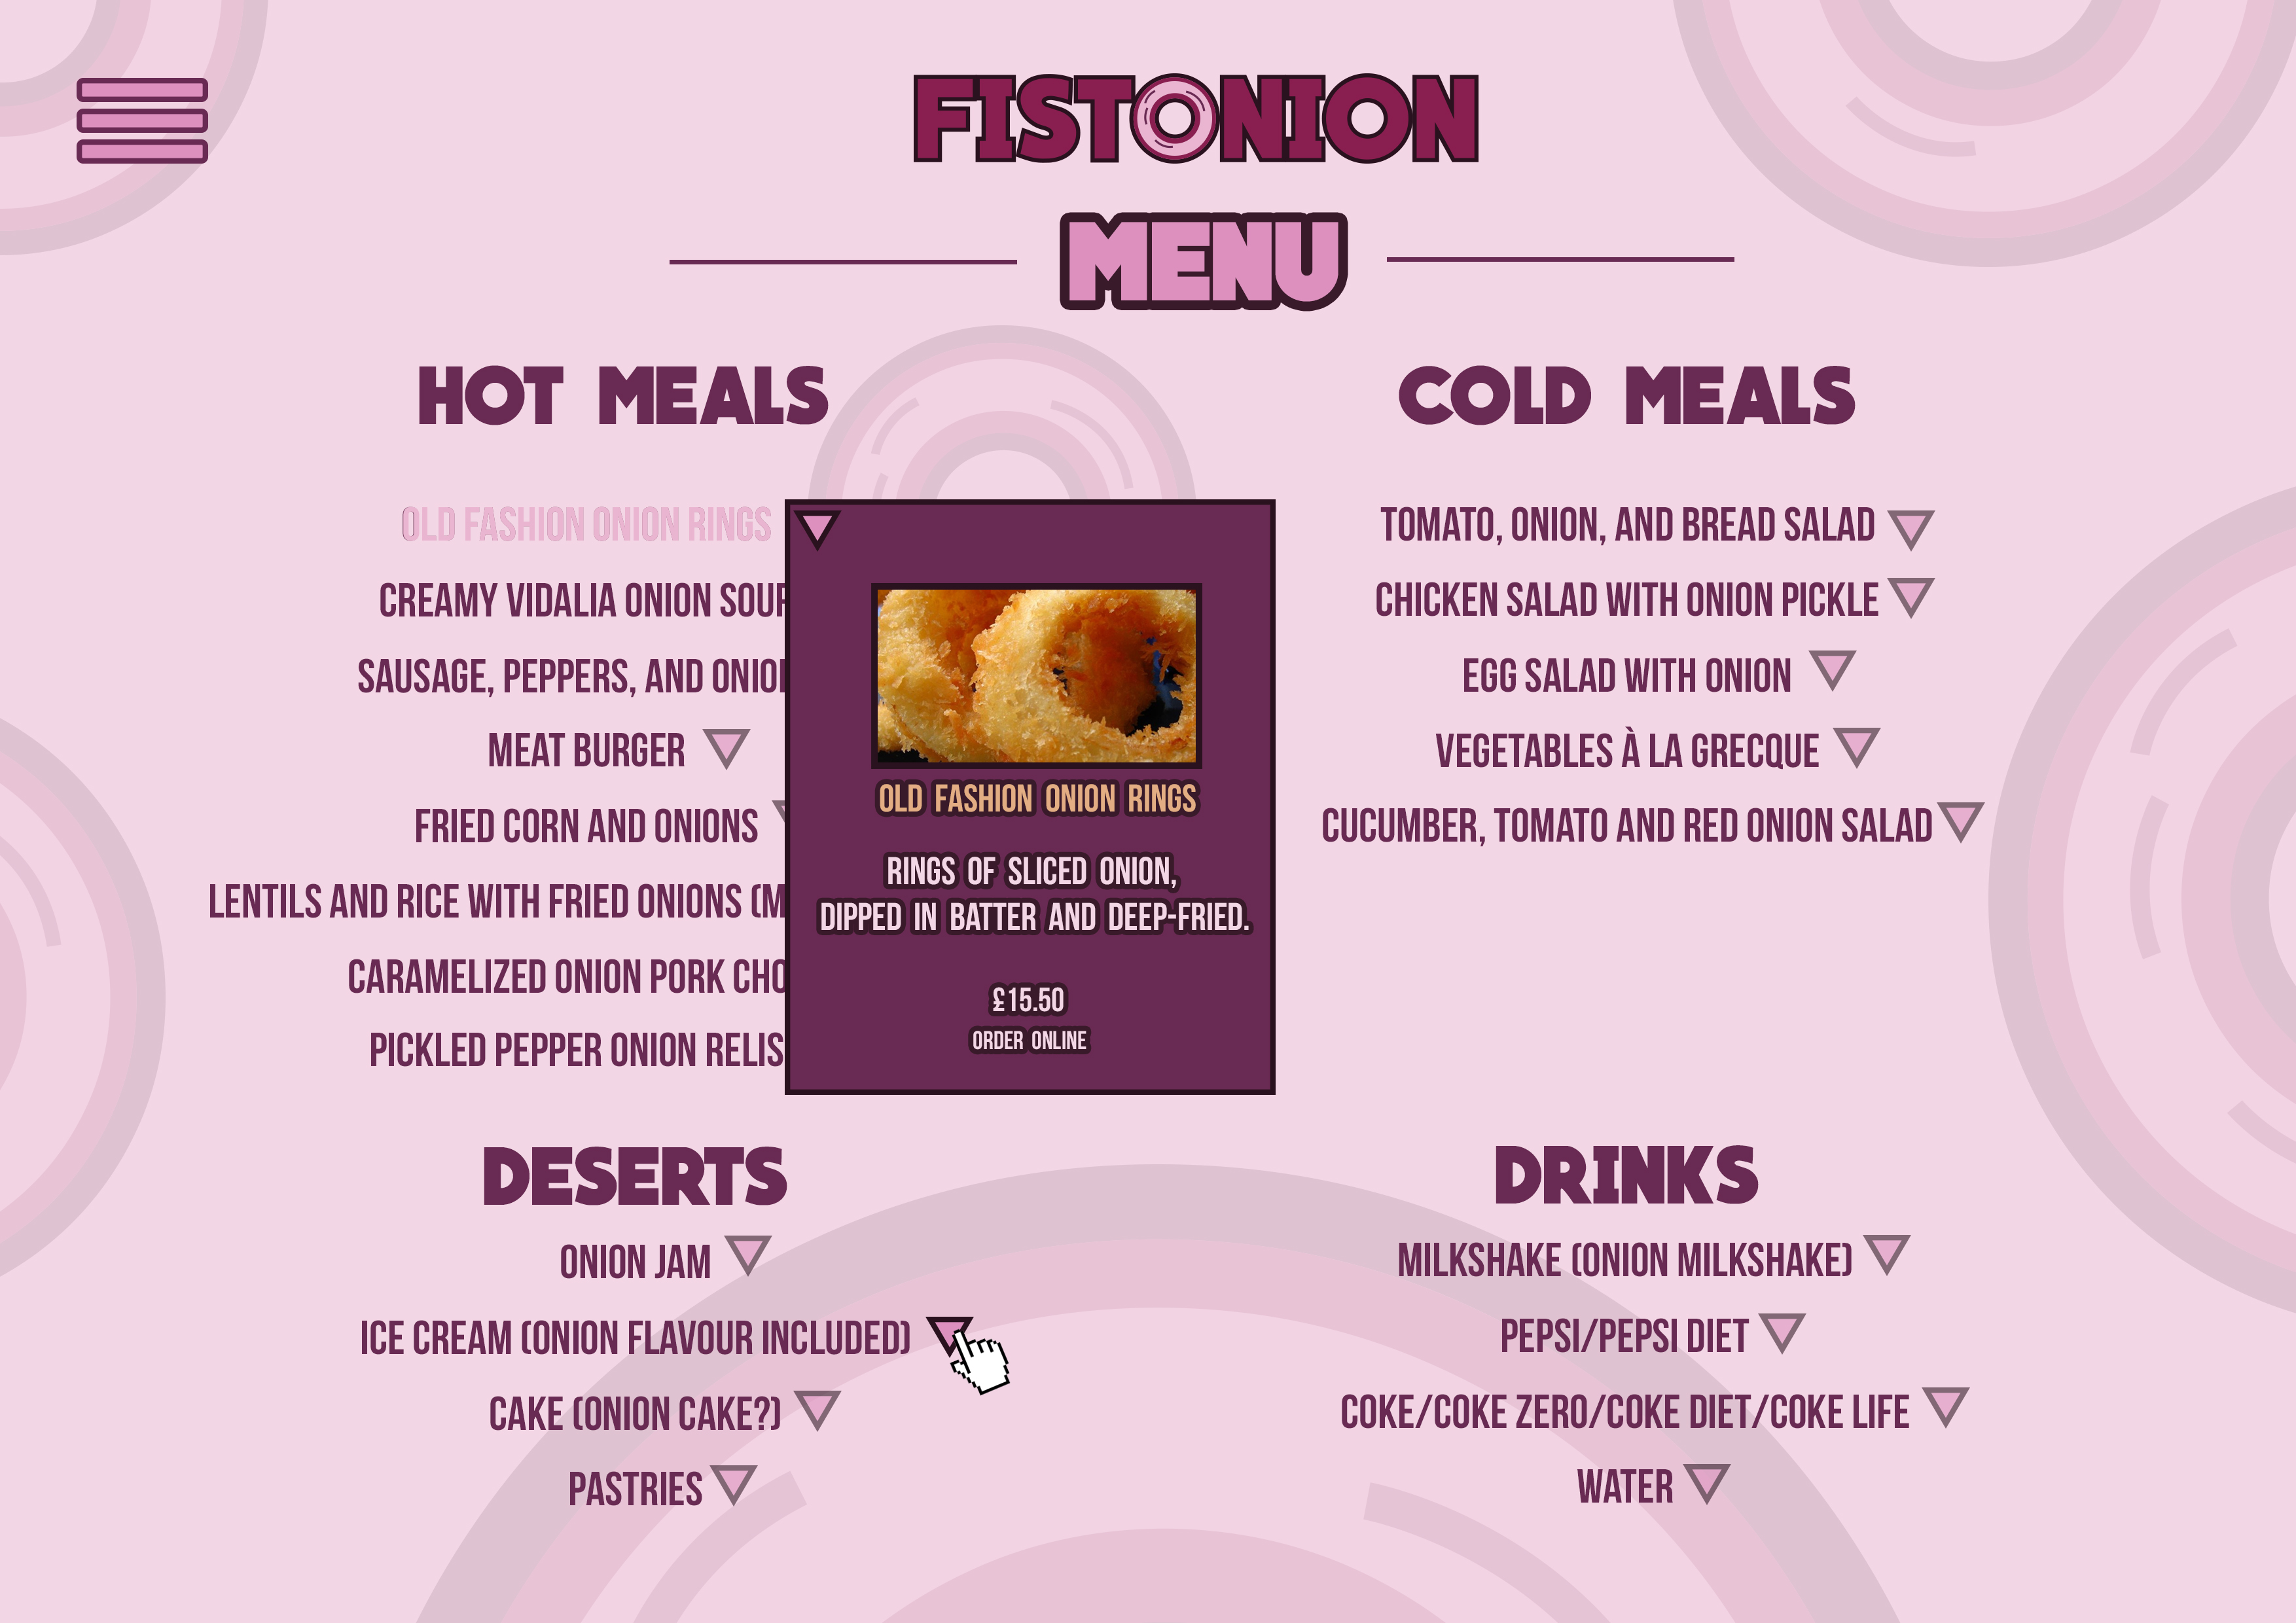 FISTONION
MENU
HOT MEALS
OLD FASHION ONION RINGS
CREAMY VIDALIA ONION SOUP
SAUSAGE, PEPPERS, AND
MEAT BURGER
FRIED CORN AND ONIONS
LENTILS AND RICE WITH FRIED ONIONS
CARAMELIZED ONION PORK
PICKLED PEPPER ONION
OLD FASHION ONION RINGS
RINGS OF SLICED ONION,
DIPPED IN BATTER AND DEEP-FRIED.
£15.50
ORDER ONLINE
COLD MEALS
TOMATO, ONION, AND BREAD SALAD
CHICKEN SALAD WITH ONION PICKLE
EGG SALAD WITH ONION
VEGETABLES À LA GRECQUE
CUCUMBER, TOMATO AND RED ONION SALAD
DESERTS
ONION JAM
ICE CREAM (ONION FLAVOUR INCLUDED)
CAKE (ONION CAKE?)
PASTRIES
DRINKS
MILKSHAKE (ONION MILKSHAKE)
PEPSI/PEPSI DIET
COKE/COKE ZERO/COKE DIET/COKE LIFE
WATER